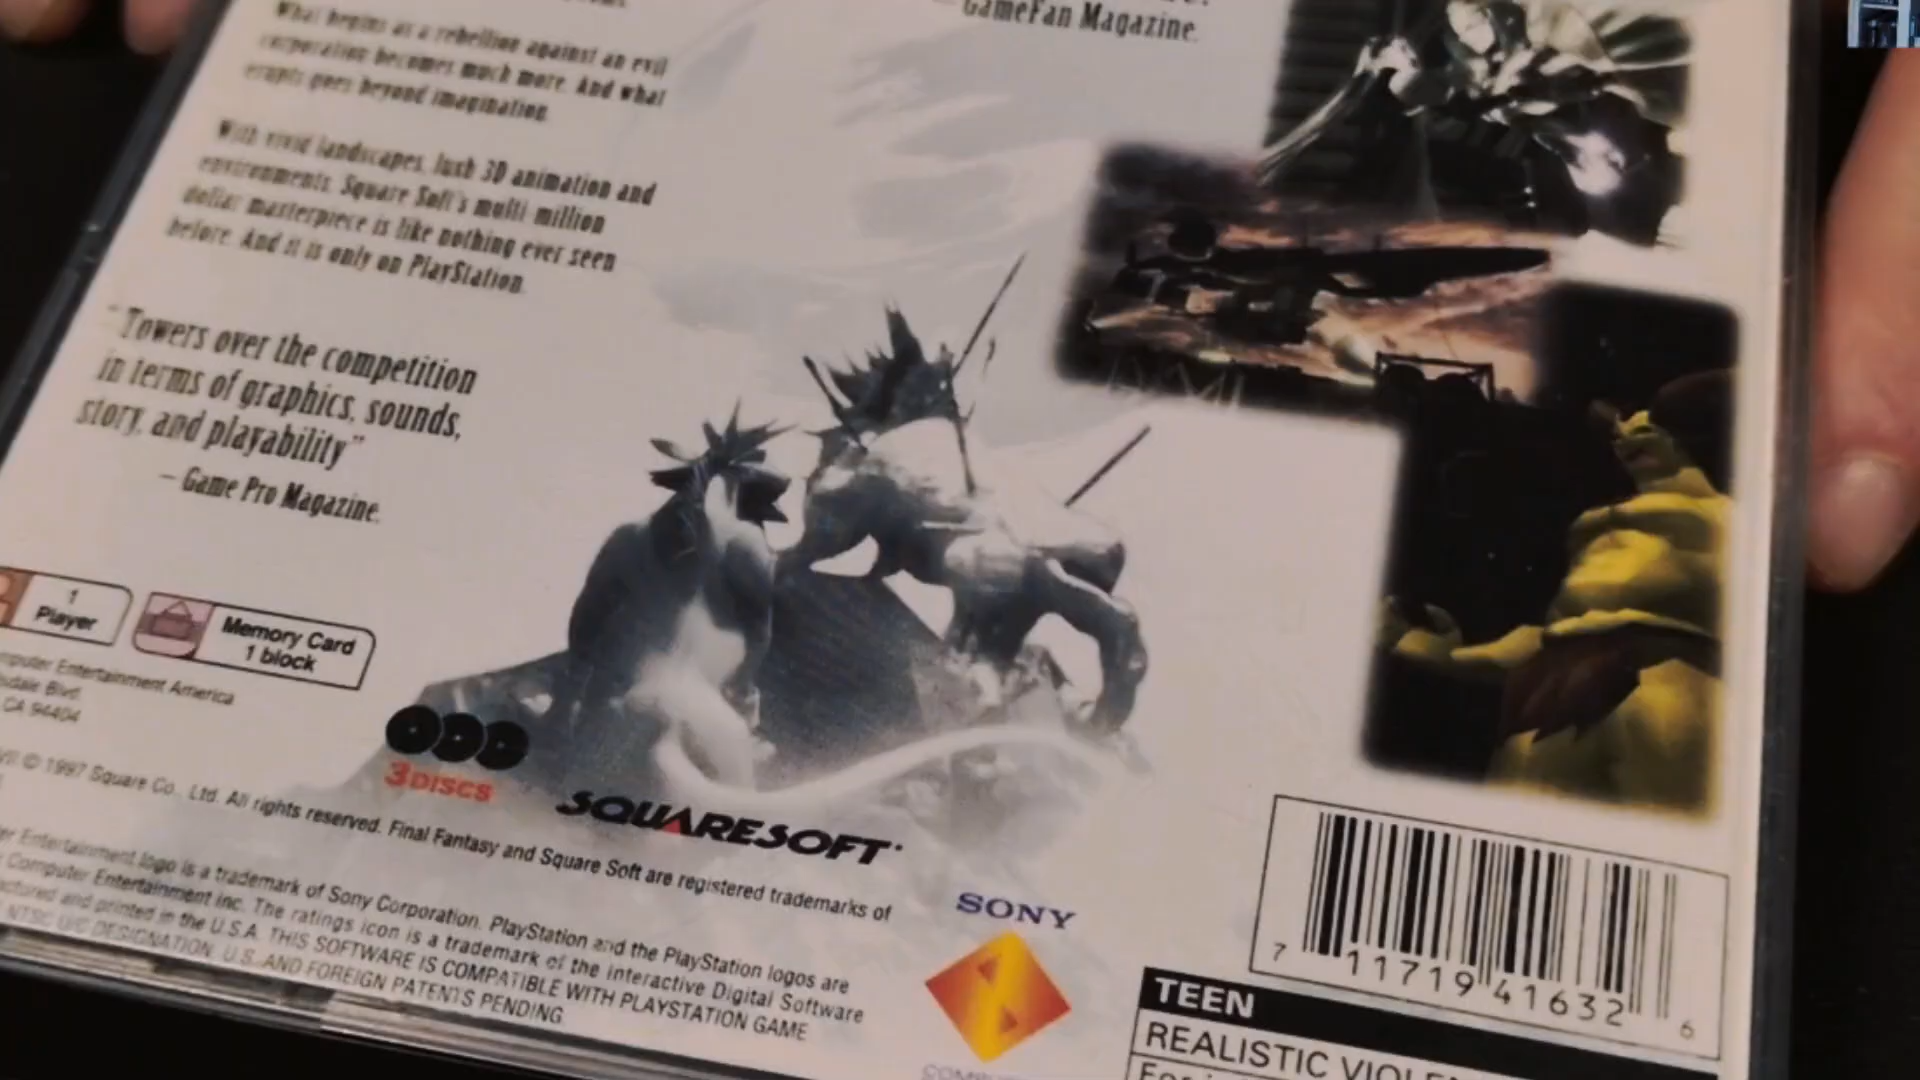 What begins as a rebellion against an evil
corporation becomes much more. And what
erupts goes beyond imagination.
With vivid landscapes, lush 3D animation and
environments, Square Soft's multi million
dollar masterpiece is like nothing ever seen
before. And it is only on PlayStation.
"Towers over the competition
in terms of graphics, sounds,
story, and playability"
— Game Pro Magazine.
— GameFan Magazine.
1
Player
Memory Card
1 block
Computer Entertainment America
Blvd
CA 94404
3 DISCS
SQUARESOFT
© 1997 Square Co., Ltd. All rights reserved. Final Fantasy and Square Soft are registered trademarks of
Entertainment logo is a trademark of Sony Corporation. PlayStation and the PlayStation logos are
Computer Entertainment Inc. The ratings icon is a trademark of the Interactive Digital Software
and printed in the U.S.A. THIS SOFTWARE IS COMPATIBLE WITH PLAYSTATION GAME
NTSC U/C DESIGNATION. U.S. AND FOREIGN PATENTS PENDING.
SONY
7 11719 41632 6
TEEN
REALISTIC